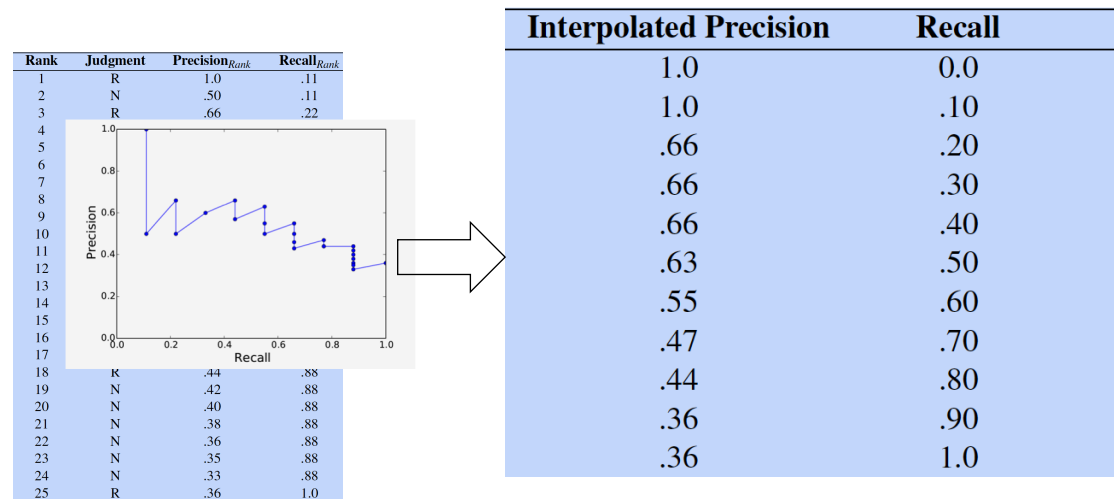 Rank Judgment Precision_Rank Recall_Rank
1 R 1.0 .11
2 N .50 .11
3 R .66 .22
4
5
6
7
8
9
10
11
12
13
14
15
16
17
18 R .44 .88
19 N .42 .88
20 N .40 .88
21 N .38 .88
22 N .36 .88
23 N .35 .88
24 N .33 .88
25 R .36 1.0
1.0
0.8
0.6
0.4
0.2
0.0
Precision
0.0 0.2 0.4 0.6 0.8 1.0
Recall
Interpolated Precision Recall
1.0 0.0
1.0 .10
.66 .20
.66 .30
.66 .40
.63 .50
.55 .60
.47 .70
.44 .80
.36 .90
.36 1.0